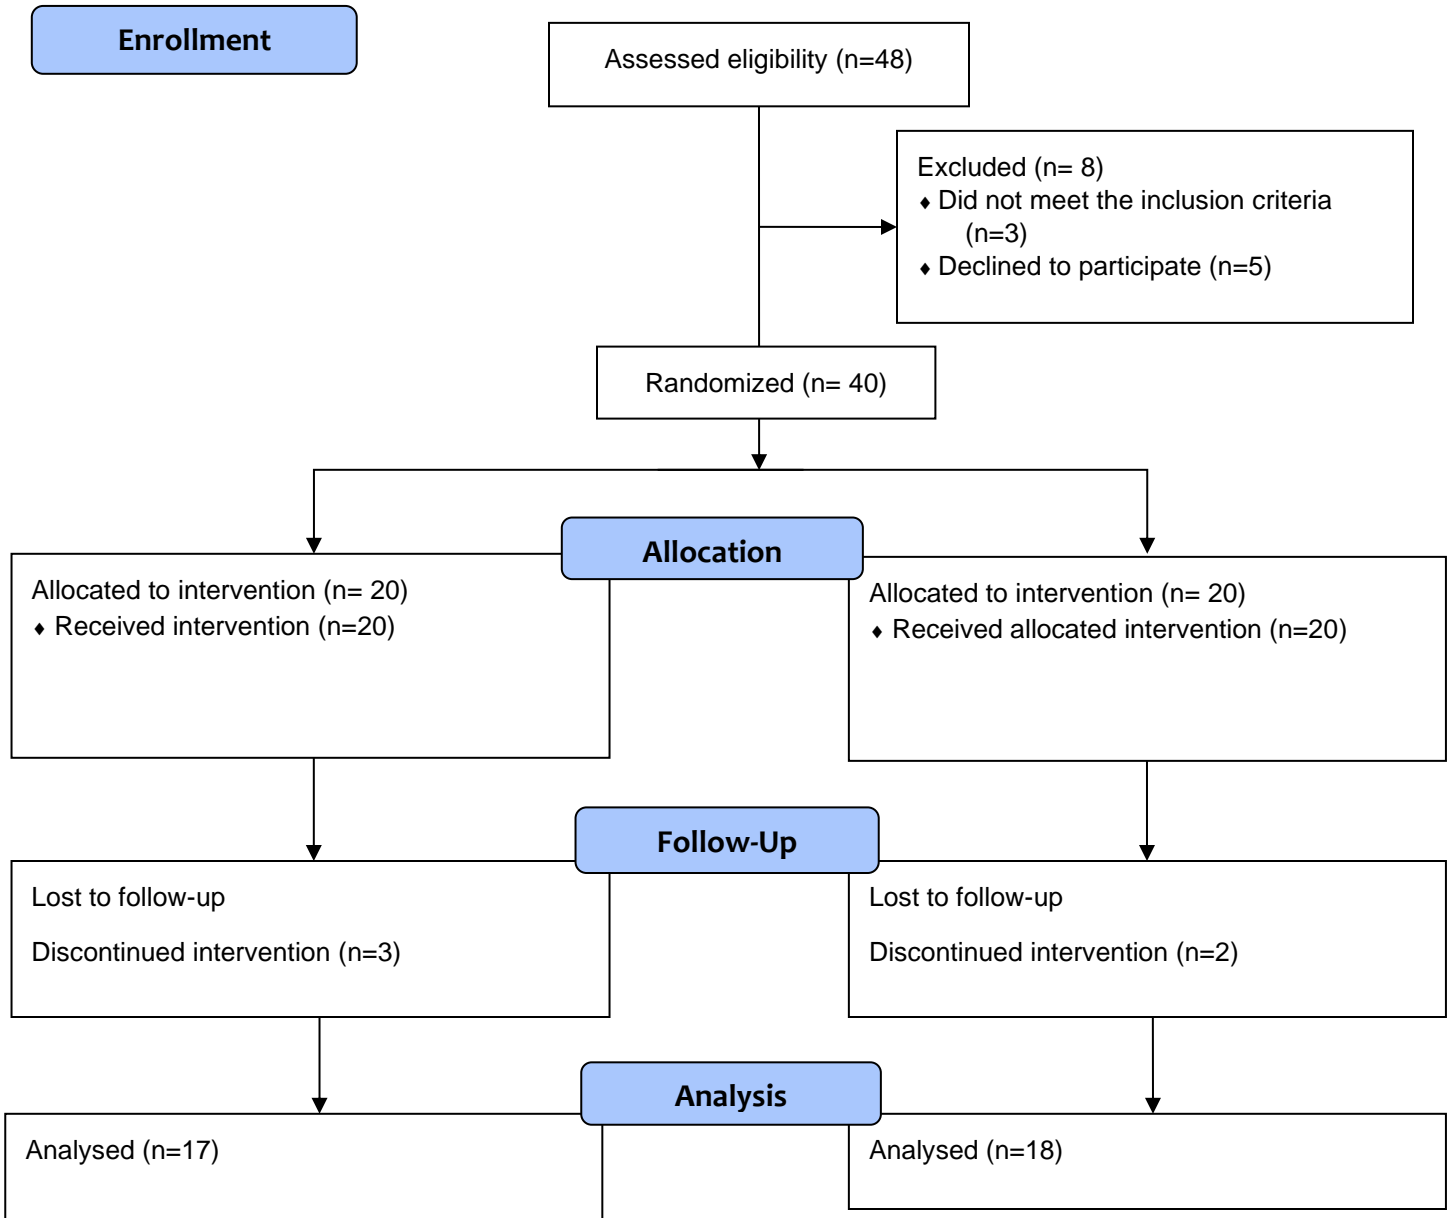 Enrollment
Assessed eligibility (n=48)
Excluded (n= 8)
♦ Did not meet the inclusion criteria
(n=3)
♦ Declined to participate (n=5)
Randomized (n= 40)
Allocation
Allocated to intervention (n= 20)
♦ Received intervention (n=20)
Allocated to intervention (n= 20)
♦ Received allocated intervention (n=20)
Follow-Up
Lost to follow-up
Discontinued intervention (n=3)
Lost to follow-up
Discontinued intervention (n=2)
Analysis
Analysed (n=17)
Analysed (n=18)